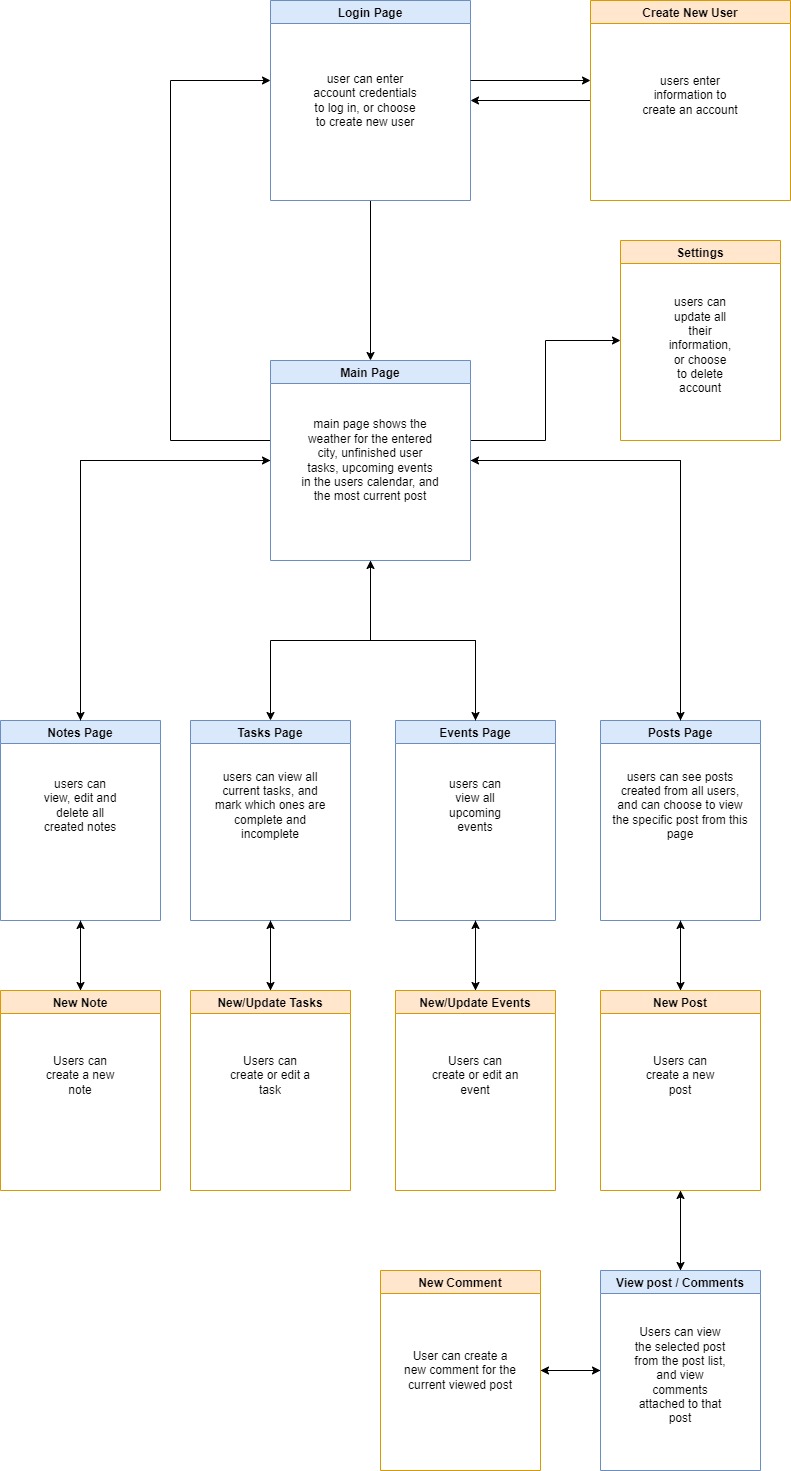 Login Page
user can enter
account credentials
to log in, or choose
to create new user
Create New User
users enter
information to
create an account
Settings
users can
update all
their
information,
or choose
to delete
account
Main Page
main page shows the
weather for the entered
city, unfinished user
tasks, upcoming events
in the users calendar, and
the most current post
Notes Page
users can
view, edit and
delete all
created notes
Tasks Page
users can view all
current tasks, and
mark which ones are
complete and
incomplete
Events Page
users can
view all
upcoming
events
Posts Page
users can see posts
created from all users,
and can choose to view
the specific post from this
page
New Note
Users can
create a new
note
New/Update Tasks
Users can
create or edit a
task
New/Update Events
Users can
create or edit an
event
New Post
Users can
create a new
post
New Comment
User can create a
new comment for the
current viewed post
View post / Comments
Users can view
the selected post
from the post list,
and view
comments
attached to that
post